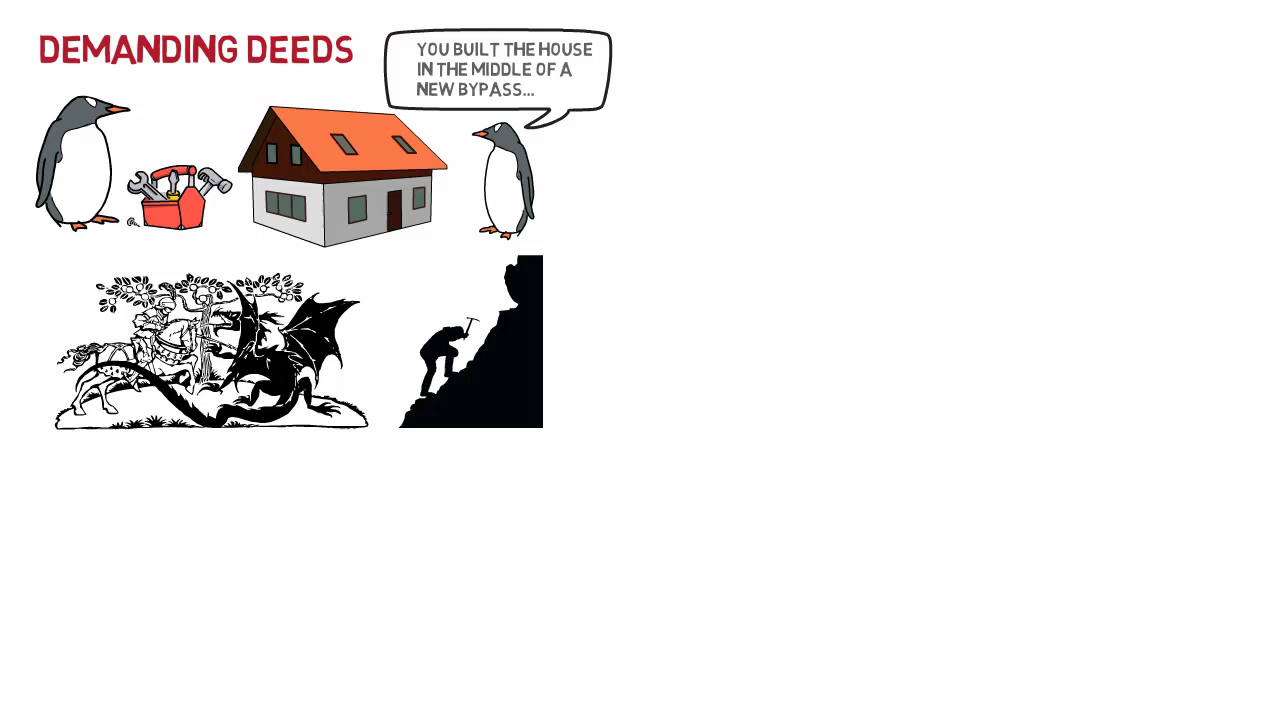 DEMANDING DEEDS
YOU BUILT THE HOUSE
IN THE MIDDLE OF A
NEW BYPASS...